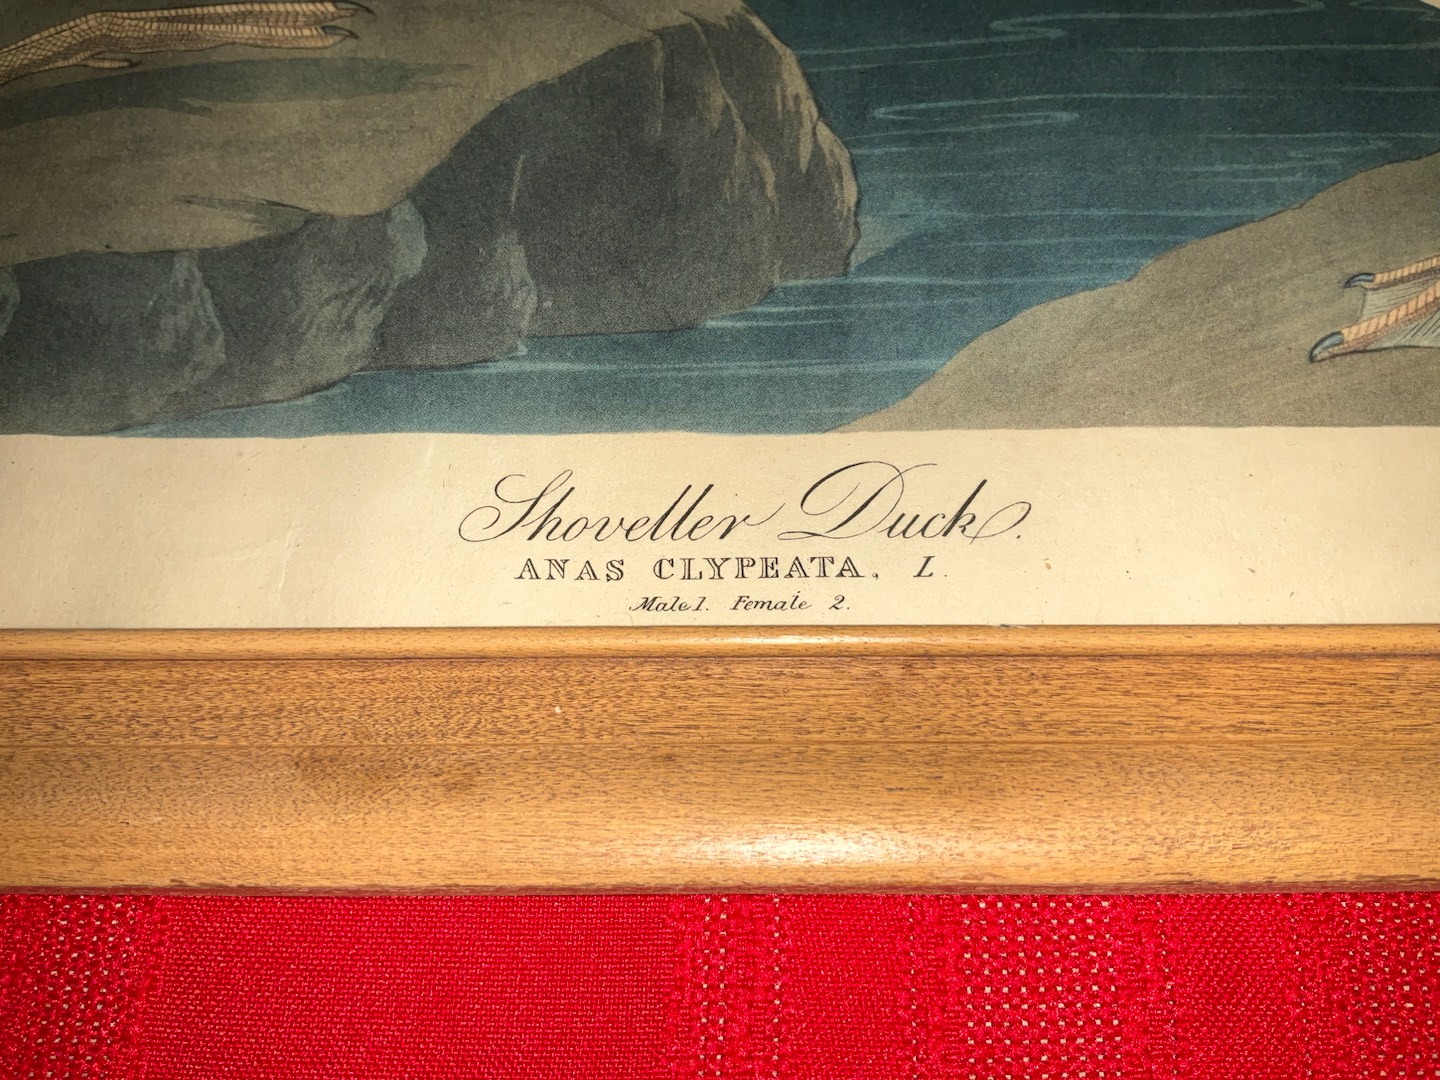 Shoveller Duck.
ANAS CLYPEATA, L.
Male 1. Female 2.